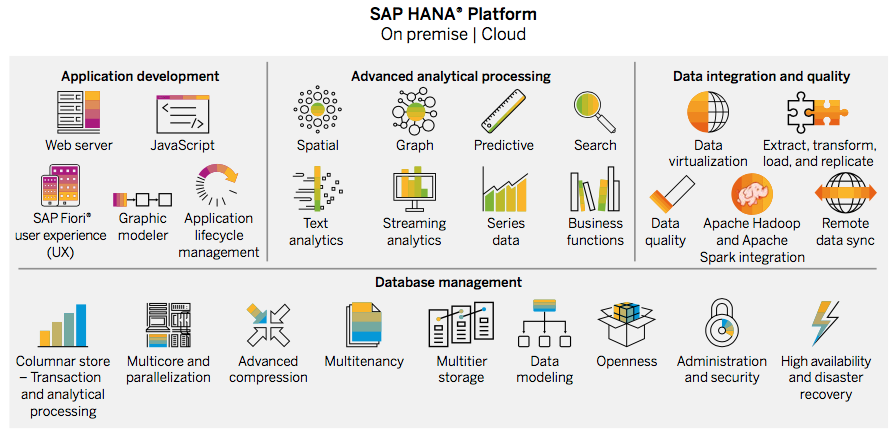 SAP HANA® Platform
On premise | Cloud
Application development
Web server
JavaScript
SAP Fiori®
user experience
(UX)
Graphic
modeler
Application
lifecycle
management
Advanced analytical processing
Spatial
Graph
Predictive
Search
Text
analytics
Streaming
analytics
Series
data
Business
functions
Data integration and quality
Data
virtualization
Extract, transform,
load, and replicate
Data
quality
Apache Hadoop
and Apache
Spark integration
Remote
data sync
Database management
Columnar store
– Transaction
and analytical
processing
Multicore and
parallelization
Advanced
compression
Multitenancy
Multitier
storage
Data
modeling
Openness
Administration
and security
High availability
and disaster
recovery